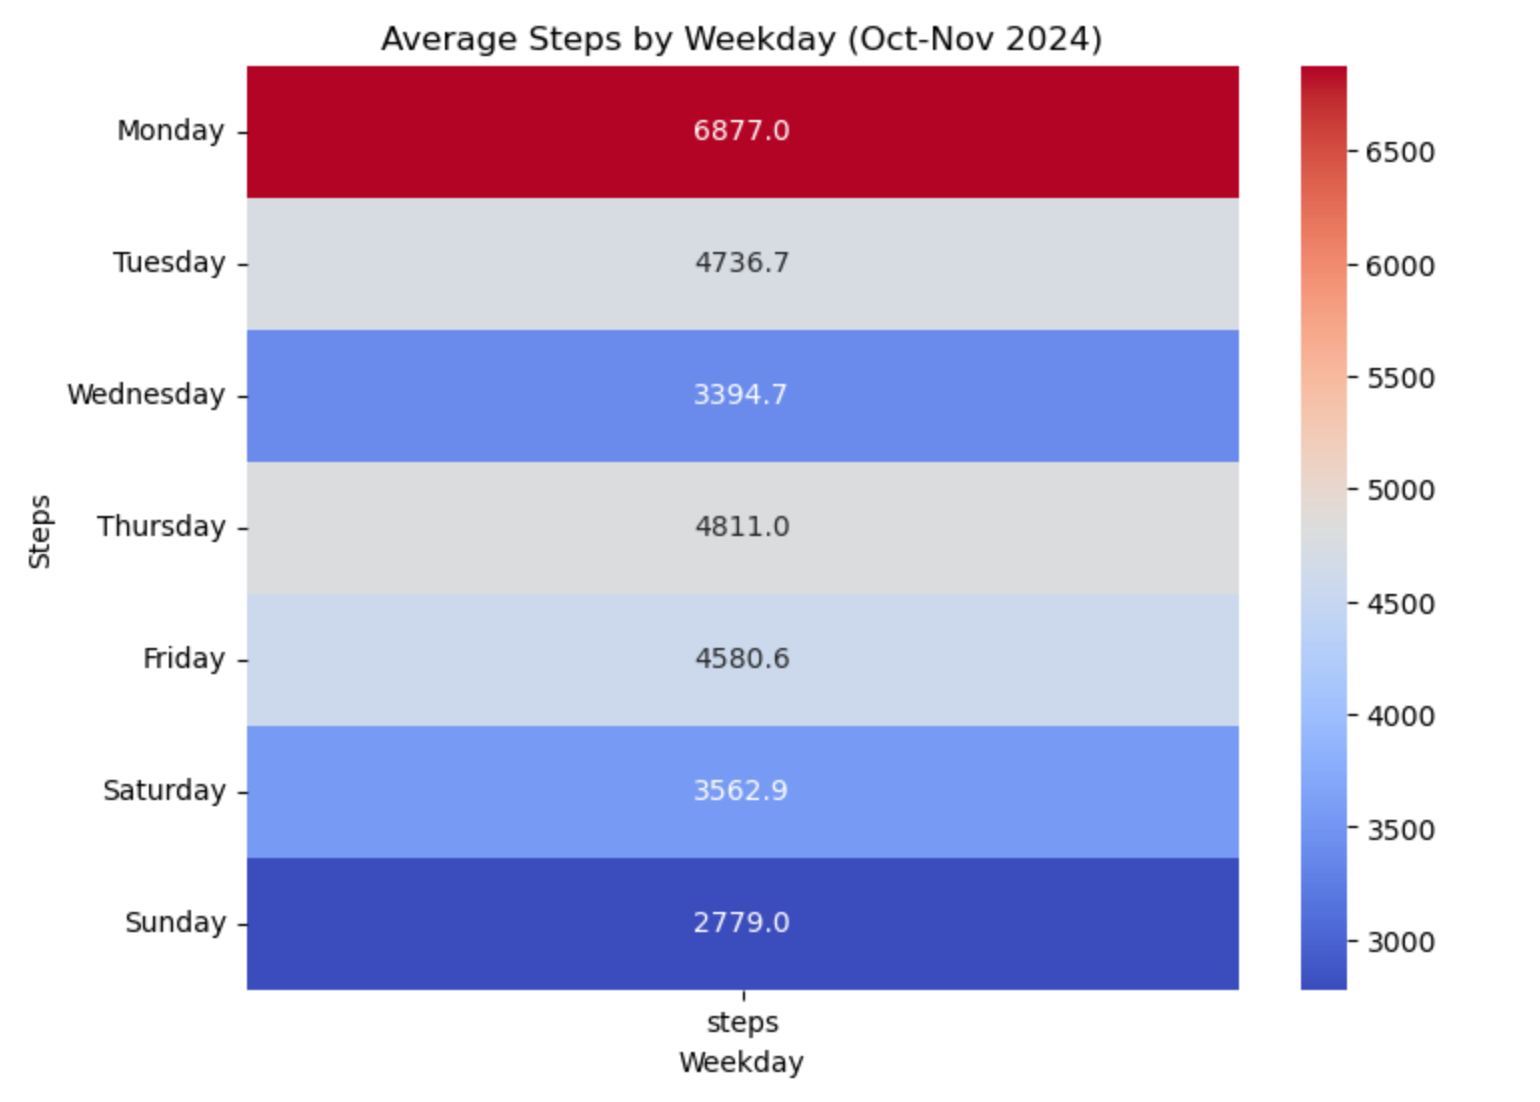 Average Steps by Weekday (Oct-Nov 2024)
Monday
6877.0
Tuesday
4736.7
Wednesday
3394.7
Thursday
4811.0
Friday
4580.6
Saturday
3562.9
Sunday
2779.0
Steps
steps
Weekday
6500
6000
5500
5000
4500
4000
3500
3000